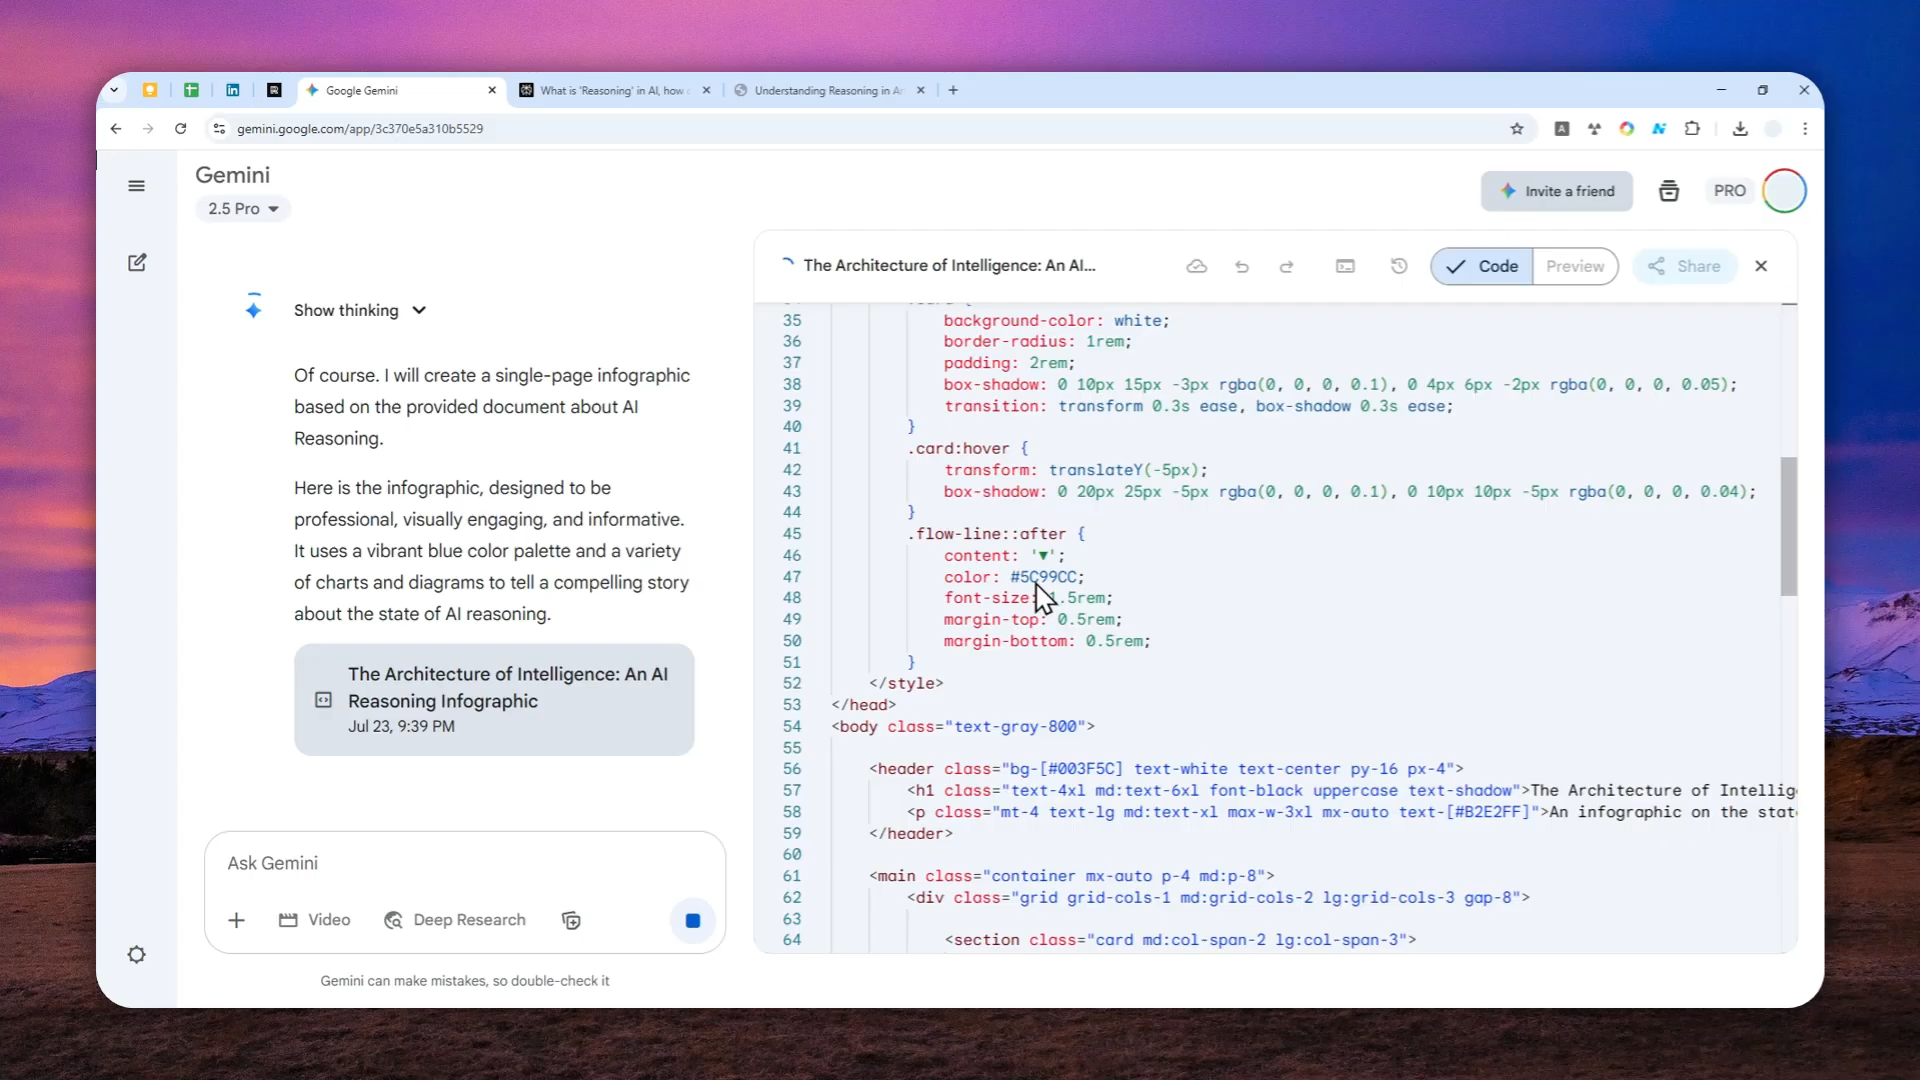 Google Gemini
What is 'Reasoning' in AI, how
Understanding Reasoning in Ar
gemini.google.com/app/3c370e5a310b5529
Gemini
2.5 Pro
Invite a friend
PRO
Show thinking
Of course. I will create a single-page infographic
based on the provided document about AI
Reasoning.
Here is the infographic, designed to be
professional, visually engaging, and informative.
It uses a vibrant blue color palette and a variety
of charts and diagrams to tell a compelling story
about the state of AI reasoning.
The Architecture of Intelligence: An AI
Reasoning Infographic
Jul 23, 9:39 PM
Ask Gemini
Video
Deep Research
Gemini can make mistakes, so double-check it
The Architecture of Intelligence: An AI...
Code
Preview
Share
35 background-color: white;
36 border-radius: 1rem;
37 padding: 2rem;
38 box-shadow: 0 10px 15px -3px rgba(0, 0, 0, 0.1), 0 4px 6px -2px rgba(0, 0, 0, 0.05);
39 transition: transform 0.3s ease, box-shadow 0.3s ease;
40 }
41 .card:hover {
42 transform: translateY(-5px);
43 box-shadow: 0 20px 25px -5px rgba(0, 0, 0, 0.1), 0 10px 10px -5px rgba(0, 0, 0, 0.04);
44 }
45 .flow-line::after {
46 content: '▼';
47 color: #5C99CC;
48 font-size: 1.5rem;
49 margin-top: 0.5rem;
50 margin-bottom: 0.5rem;
51 }
52 </style>
53 </head>
54 <body class="text-gray-800">
55
56 <header class="bg-[#003F5C] text-white text-center py-16 px-4">
57 <h1 class="text-4xl md:text-6xl font-black uppercase text-shadow">The Architecture of Intellig
58 <p class="mt-4 text-lg md:text-xl max-w-3xl mx-auto text-[#B2E2FF]">An infographic on the stat
59 </header>
60
61 <main class="container mx-auto p-4 md:p-8">
62 <div class="grid grid-cols-1 md:grid-cols-2 lg:grid-cols-3 gap-8">
63
64 <section class="card md:col-span-2 lg:col-span-3">